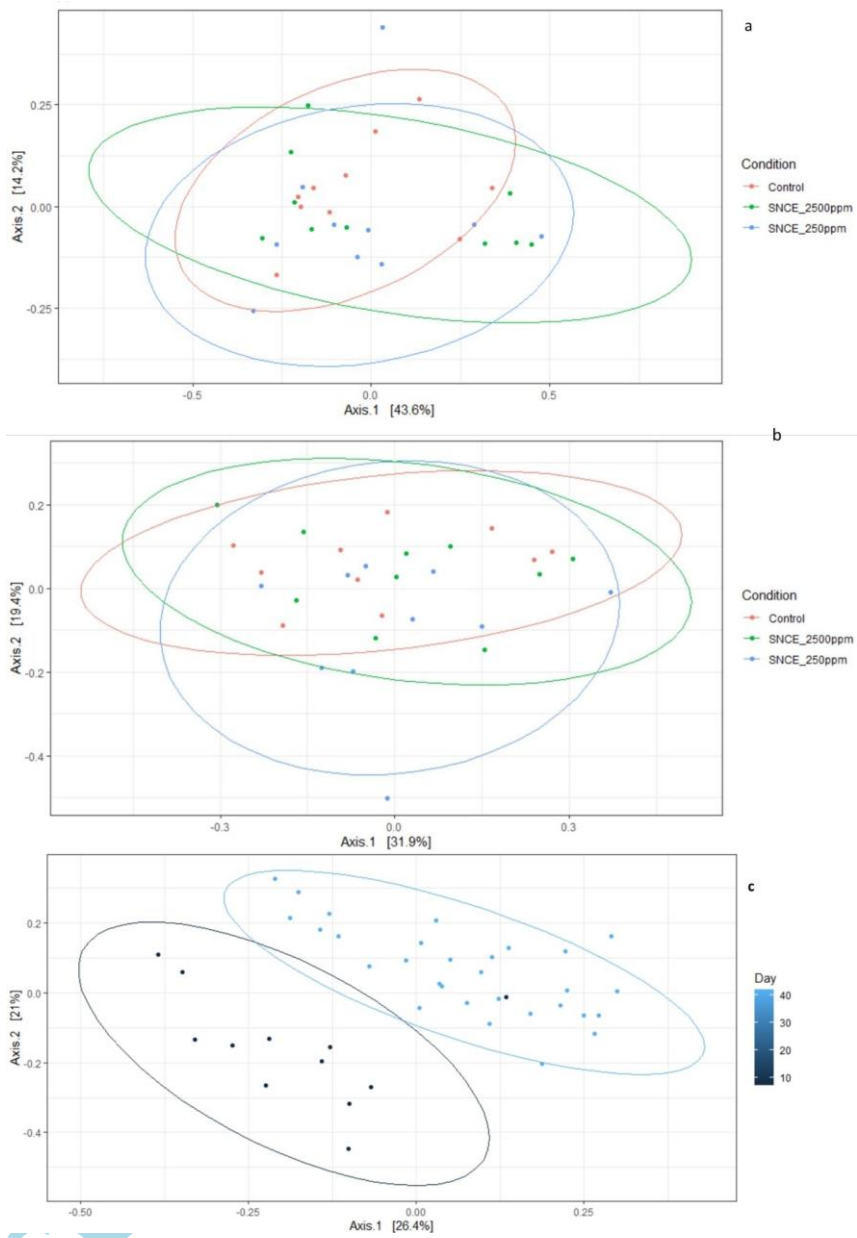 a
0.25
0.00
-0.25
Axis.2 [14.2%]
-0.5 0.0 0.5
Axis.1 [43.6%]
Condition
Control
SNCE_2500ppm
SNCE_250ppm
b
0.2
0.0
-0.2
-0.4
Axis.2 [19.4%]
-0.3 0.0 0.3
Axis.1 [31.9%]
Condition
Control
SNCE_2500ppm
SNCE_250ppm
c
0.2
0.0
-0.2
-0.4
Axis.2 [21%]
-0.50 -0.25 0.00 0.25
Axis.1 [26.4%]
Day
40
30
20
10